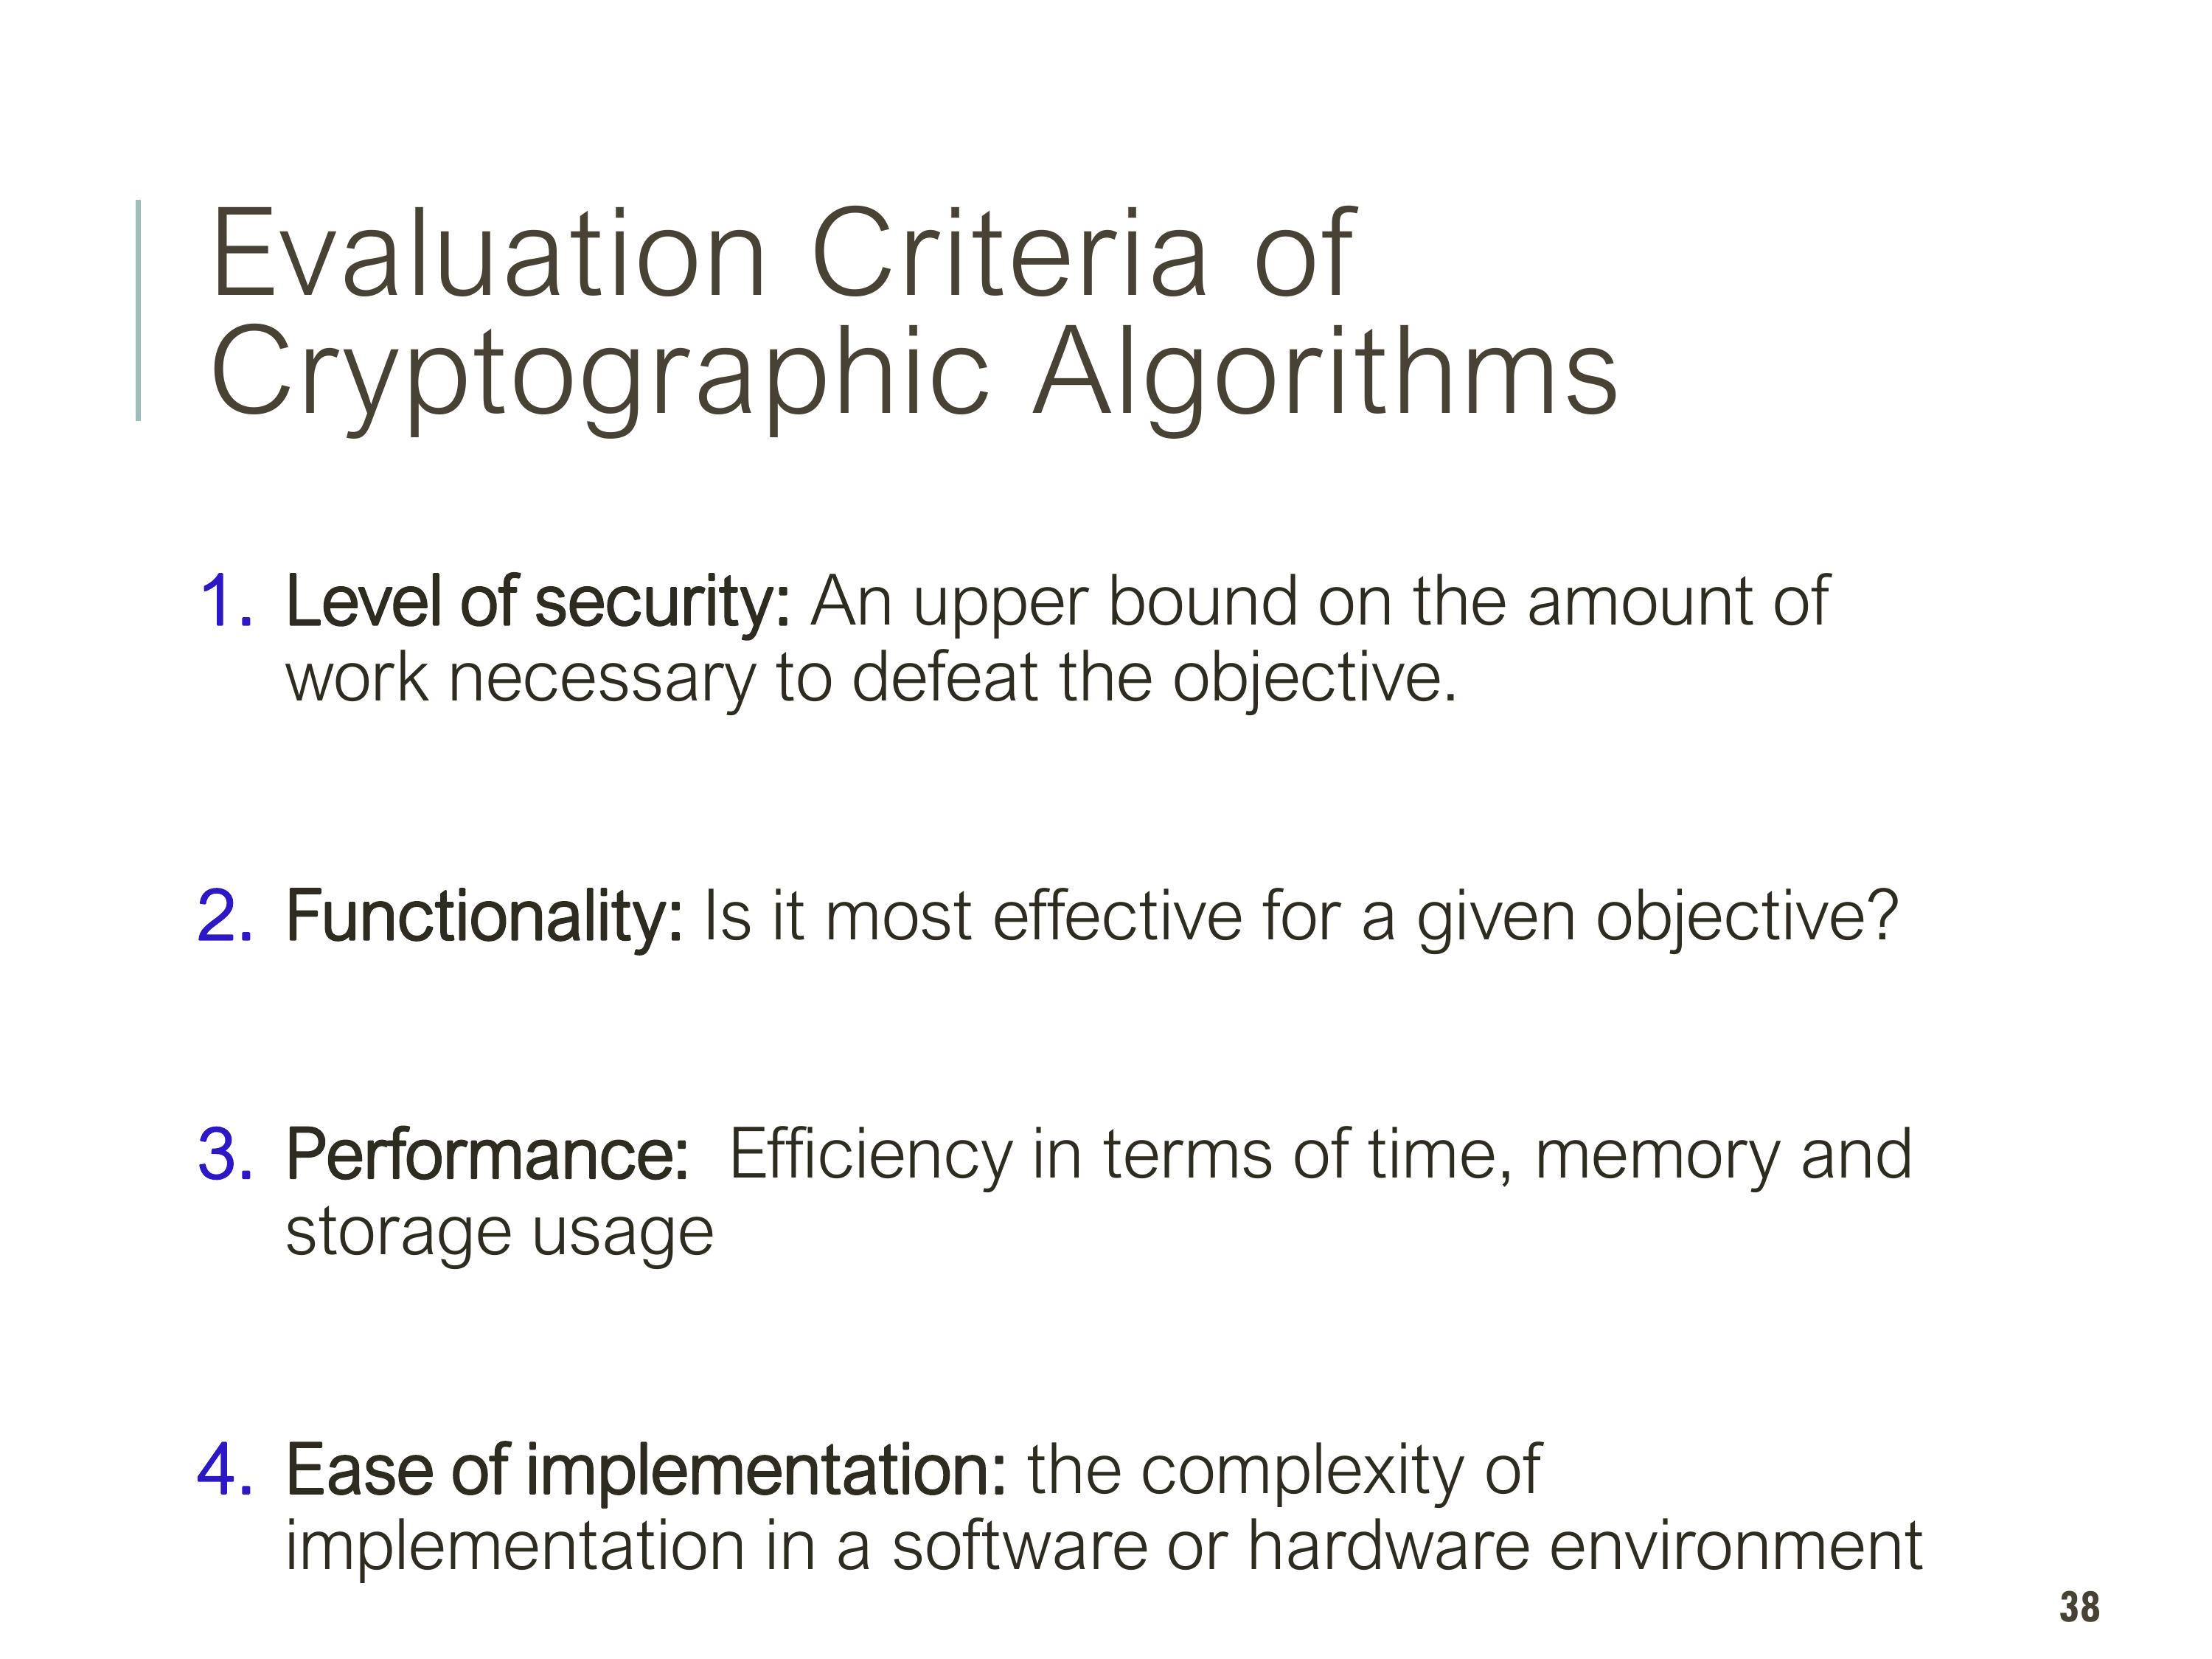 Evaluation Criteria of
Cryptographic Algorithms
1. Level of security: An upper bound on the amount of
work necessary to defeat the objective.
2. Functionality: Is it most effective for a given objective?
3. Performance: Efficiency in terms of time, memory and
storage usage
4. Ease of implementation: the complexity of
implementation in a software or hardware environment
38